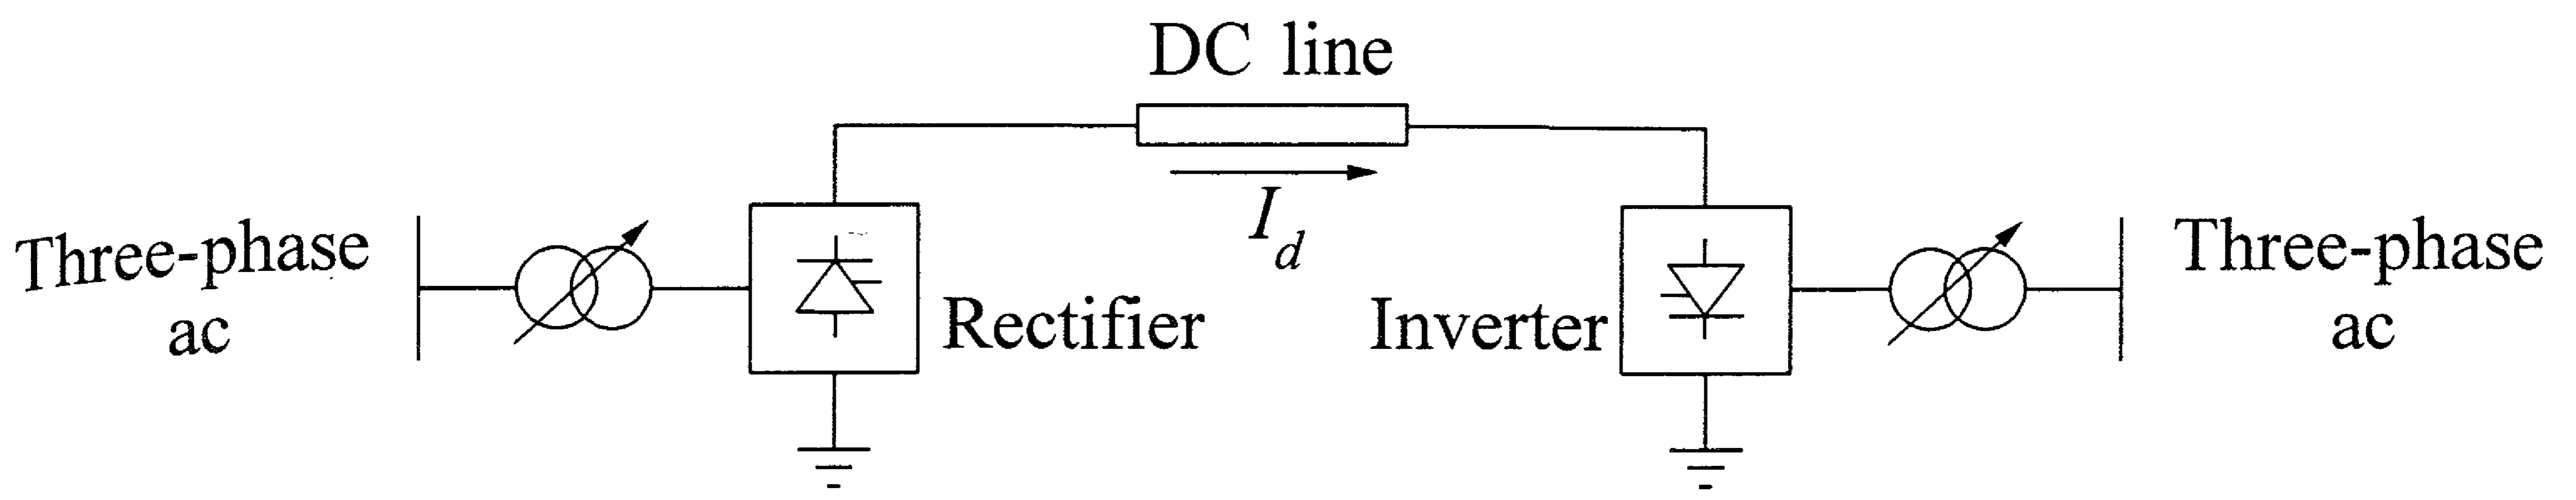 DC line
I_d
Three-phase
ac
Rectifier
Inverter
Three-phase
ac